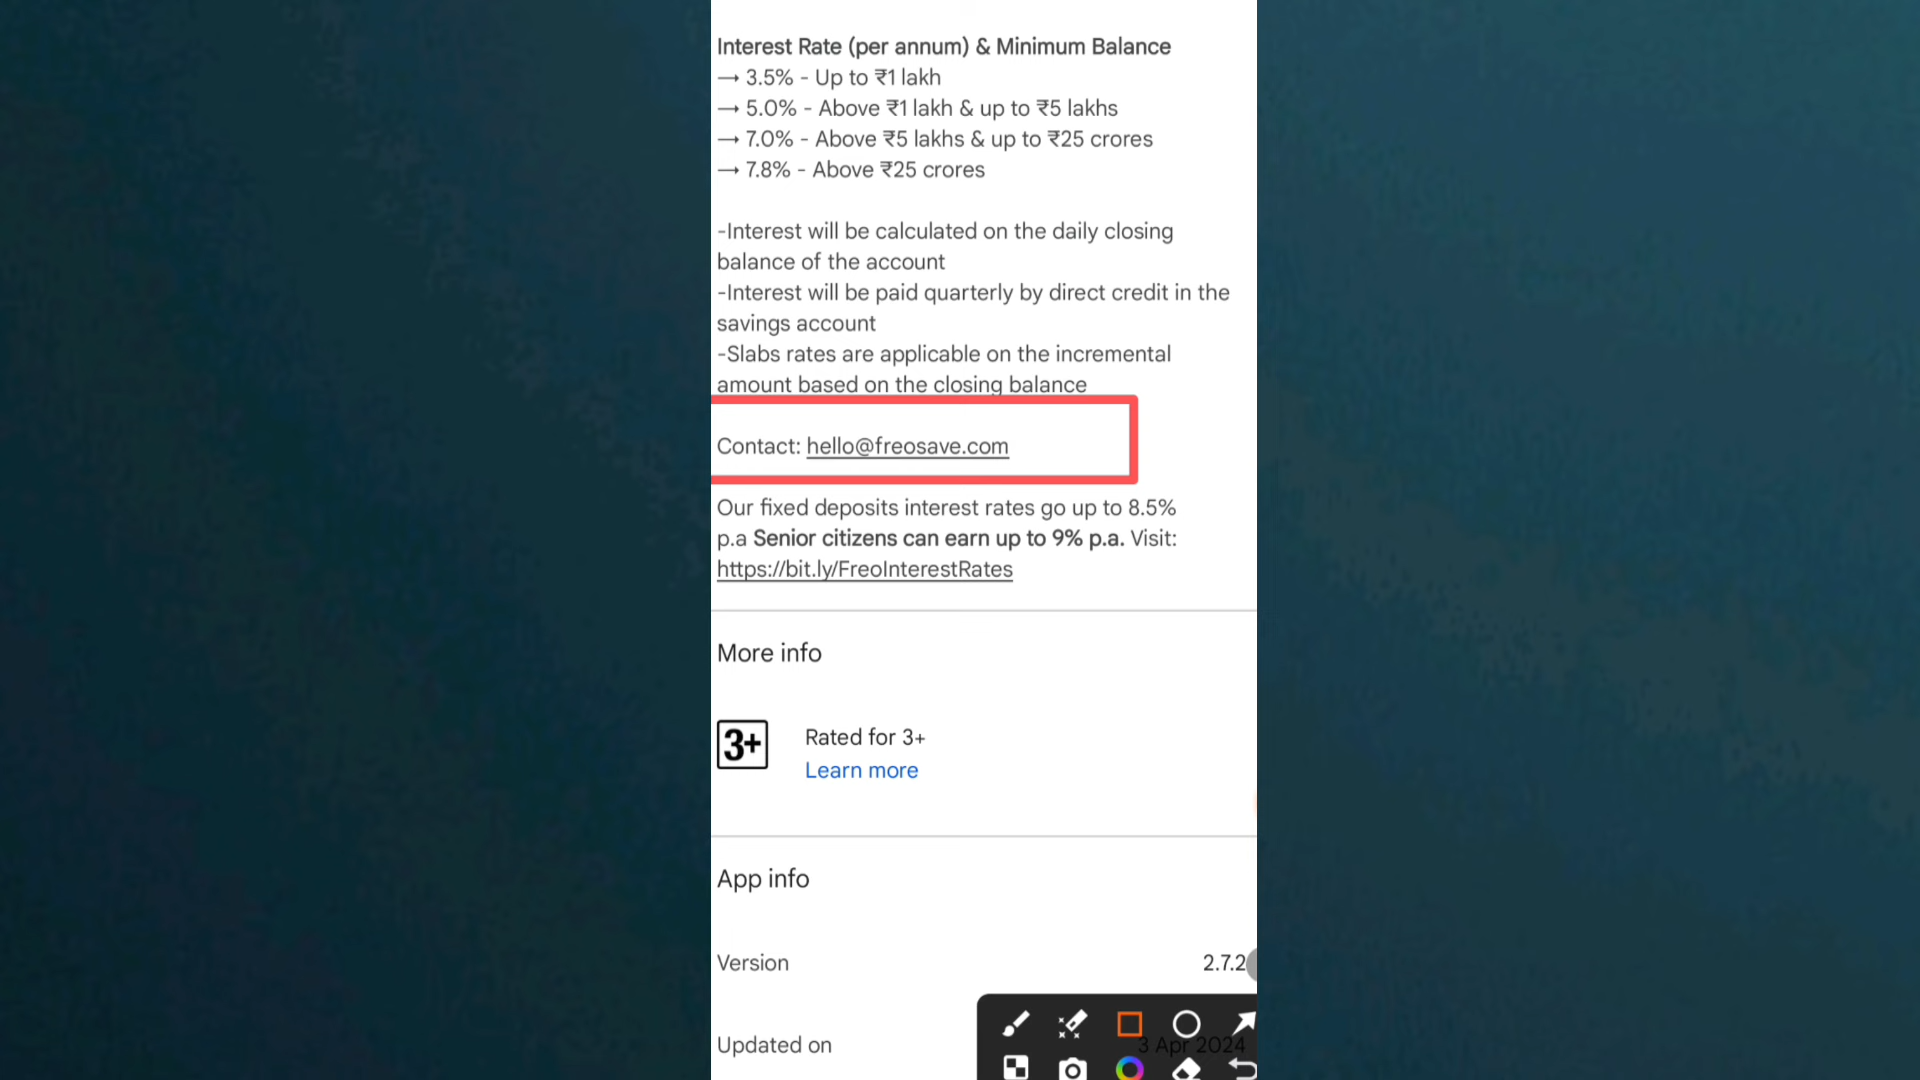 Interest Rate (per annum) & Minimum Balance
→ 3.5% - Up to ₹1 lakh
→ 5.0% - Above ₹1 lakh & up to ₹5 lakhs
→ 7.0% - Above ₹5 lakhs & up to ₹25 crores
→ 7.8% - Above ₹25 crores
-Interest will be calculated on the daily closing
balance of the account
-Interest will be paid quarterly by direct credit in the
savings account
-Slabs rates are applicable on the incremental
amount based on the closing balance
Contact: hello@freosave.com
Our fixed deposits interest rates go up to 8.5%
p.a Senior citizens can earn up to 9% p.a. Visit:
https://bit.ly/FreoInterestRates
More info
3+
Rated for 3+
Learn more
App info
Version 2.7.2
Updated on 3 Apr 2024